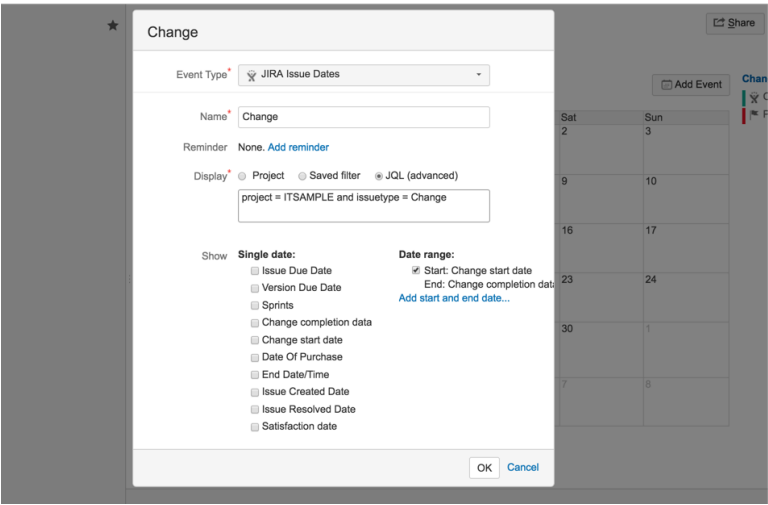 Share
Change
Event Type* JIRA Issue Dates
Add Event
Name* Change
Sat Sun
2 3
Reminder None. Add reminder
Display* Project Saved filter JQL (advanced)
9 10
project = ITSAMPLE and issuetype = Change
16 17
Show Single date: Date range:
Issue Due Date Start: Change start date
Version Due Date End: Change completion data
23 24
Sprints Add start and end date...
Change completion data
30 1
Change start date
Date Of Purchase
End Date/Time
7 8
Issue Created Date
Issue Resolved Date
Satisfaction date
OK Cancel